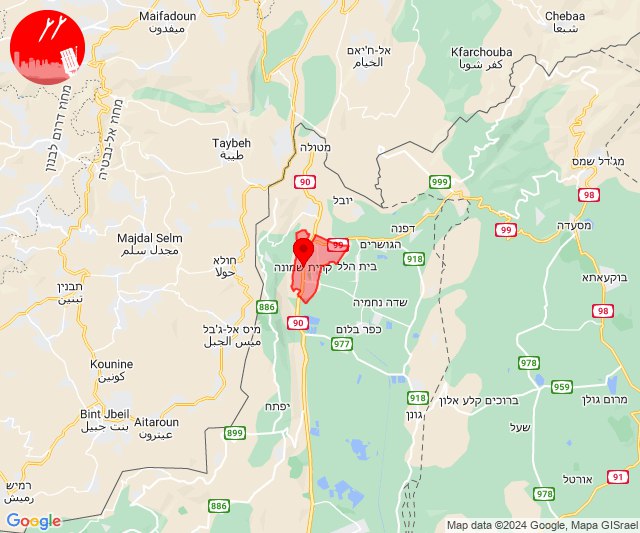 Maifadoun
ميفدون
Chebaa
شبعا
אל-ח'יאם
الخيام
Kfarchouba
كفر شوبا
מחוז דרום לבנון
מחוז אל-נבטיה
Taybeh
طيبة
מטולה
90
999
מג'דל שמס
98
יובל
דפנה
מסעדה
99
הגושרים
99
Majdal Selm
مجدل سلم
חולא
حولا
בית הלל
קרית שמונה
918
בוקעאתא
תבנין
تبنين
886
שדה נחמיה
98
מיס אל-ג'בל
ميس الجبل
90
כפר בלום
977
Kounine
كونين
978
959
918
מרום גולן
ברוכים קלע אלון
Bint Jbeil
بنت جبيل
Aitaroun
عيترون
יפתח
גונן
899
שעל
רמיש
رميش
886
978
אורטל
91
Google
Map data ©2024 Google, Mapa GISrael